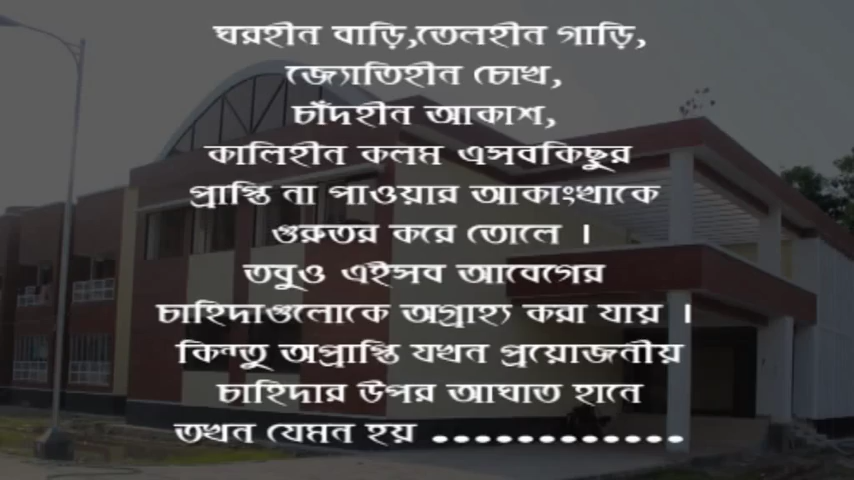 ঘরহীন বাড়ি,তেলহীন গাড়ি,
জ্যোতিহীন চোখ,
চাঁদহীন আকাশ,
কালিহীন কলম এসবকিছুর
প্রাপ্তি না পাওয়ার আকাংখাকে
গুরুতর করে তোলে ।
তবুও এইসব আবেগের
চাহিদাগুলোকে অগ্রাহ্য করা যায় ।
কিন্তু অপ্রাপ্তি যখন প্রয়োজনীয়
চাহিদার উপর আঘাত হানে
তখন যেমন হয় ............